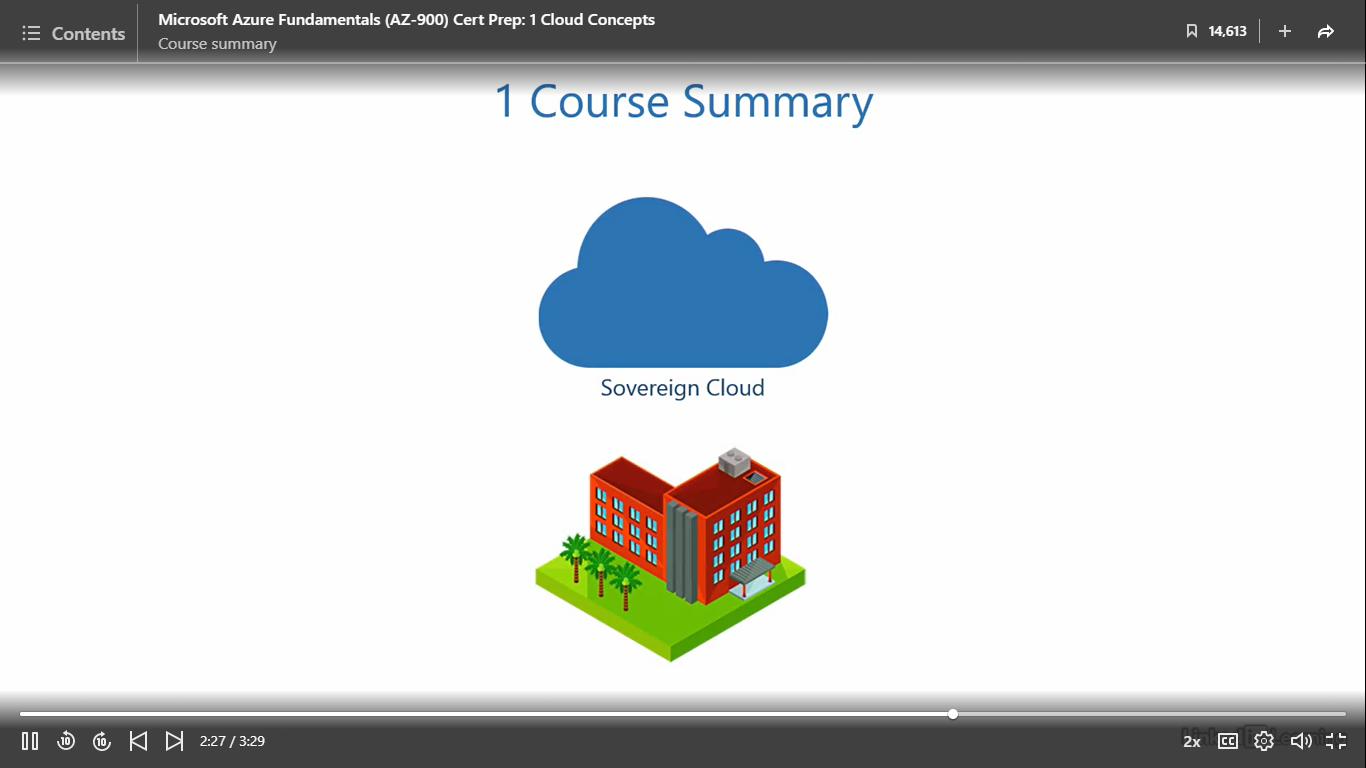 Contents
Microsoft Azure Fundamentals (AZ-900) Cert Prep: 1 Cloud Concepts
Course summary
14,613
1 Course Summary
Sovereign Cloud
10
10
2:27 / 3:29
2x
CC